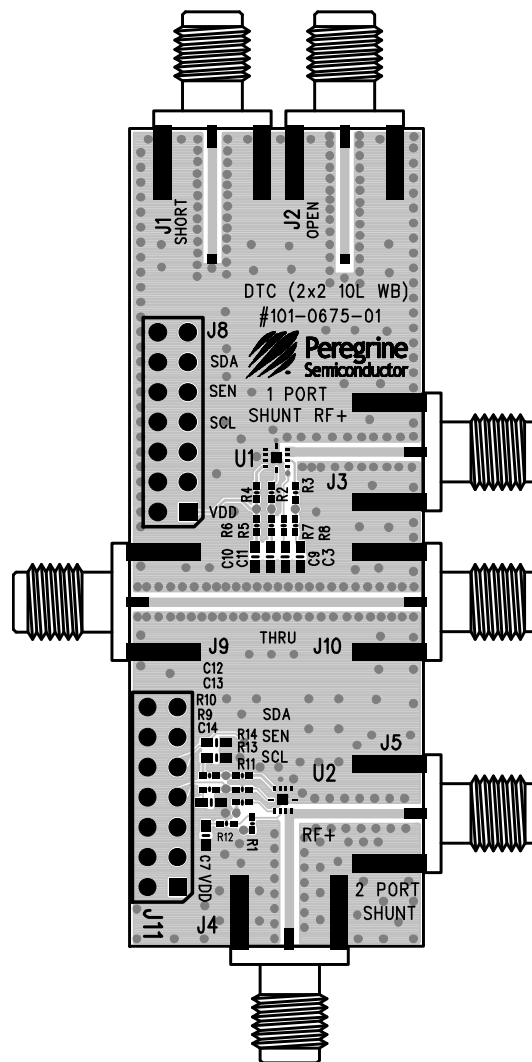 J1
SHORT
J2
OPEN
DTC (2x2 10L WB)
#101-0675-01
J8
Peregrine
Semiconductor
SDA
SEN
SCL
VDD
1 PORT
SHUNT RF+
U1
J3
R4
R2
R3
R6
R5
R7
R8
C10
C11
C9
C3
J9
THRU
J10
C12
C13
R10
R9
C14
SDA
R14
SEN
R13
SCL
R11
U2
J5
R12
R1
RF+
C7
VDD
J11
J4
2 PORT
SHUNT